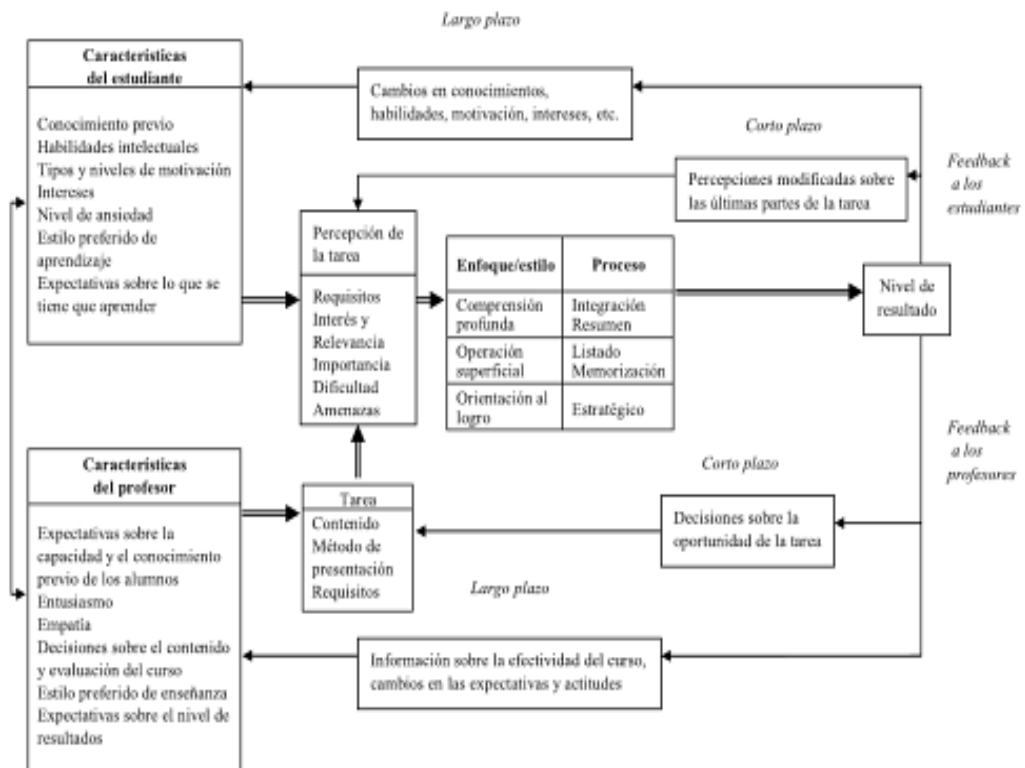 Largo plazo
Características
del estudiante
Conocimiento previo
Habilidades intelectuales
Tipos y niveles de motivación
Intereses
Nivel de ansiedad
Estilo preferido de
aprendizaje
Expectativas sobre lo que se
tiene que aprender
Cambios en conocimientos,
habilidades, motivación, intereses, etc.
Corto plazo
Percepciones modificadas sobre
las últimas partes de la tarea
Feedback
a los
estudiantes
Percepción de
la tarea
Requisitos
Interés y
Relevancia
Importancia
Dificultad
Amenazas
Enfoque/estilo
Proceso
Comprensión
profunda
Integración
Resumen
Operación
superficial
Listado
Memorización
Orientación al
logro
Estratégico
Nivel de
resultado
Feedback
a los
profesores
Características
del profesor
Expectativas sobre la
capacidad y el conocimiento
previo de los alumnos
Entusiasmo
Empatía
Decisiones sobre el contenido
y evaluación del curso
Estilo preferido de enseñanza
Expectativas sobre el nivel de
resultados
Tarea
Contenido
Método de
presentación
Requisitos
Corto plazo
Decisiones sobre la
oportunidad de la tarea
Largo plazo
Información sobre la efectividad del curso,
cambios en las expectativas y actitudes